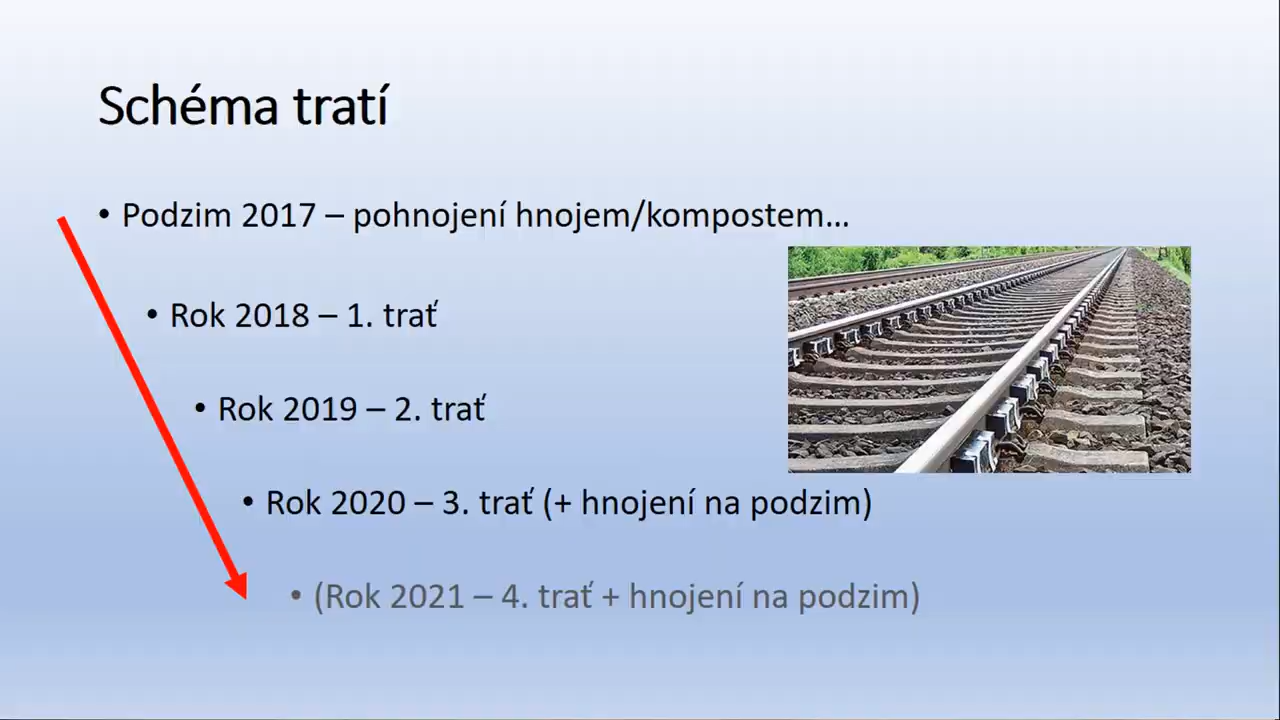 Schéma tratí
• Podzim 2017 – pohnojení hnojem/kompostem...
• Rok 2018 – 1. trať
• Rok 2019 – 2. trať
• Rok 2020 – 3. trať (+ hnojení na podzim)
• (Rok 2021 – 4. trať + hnojení na podzim)